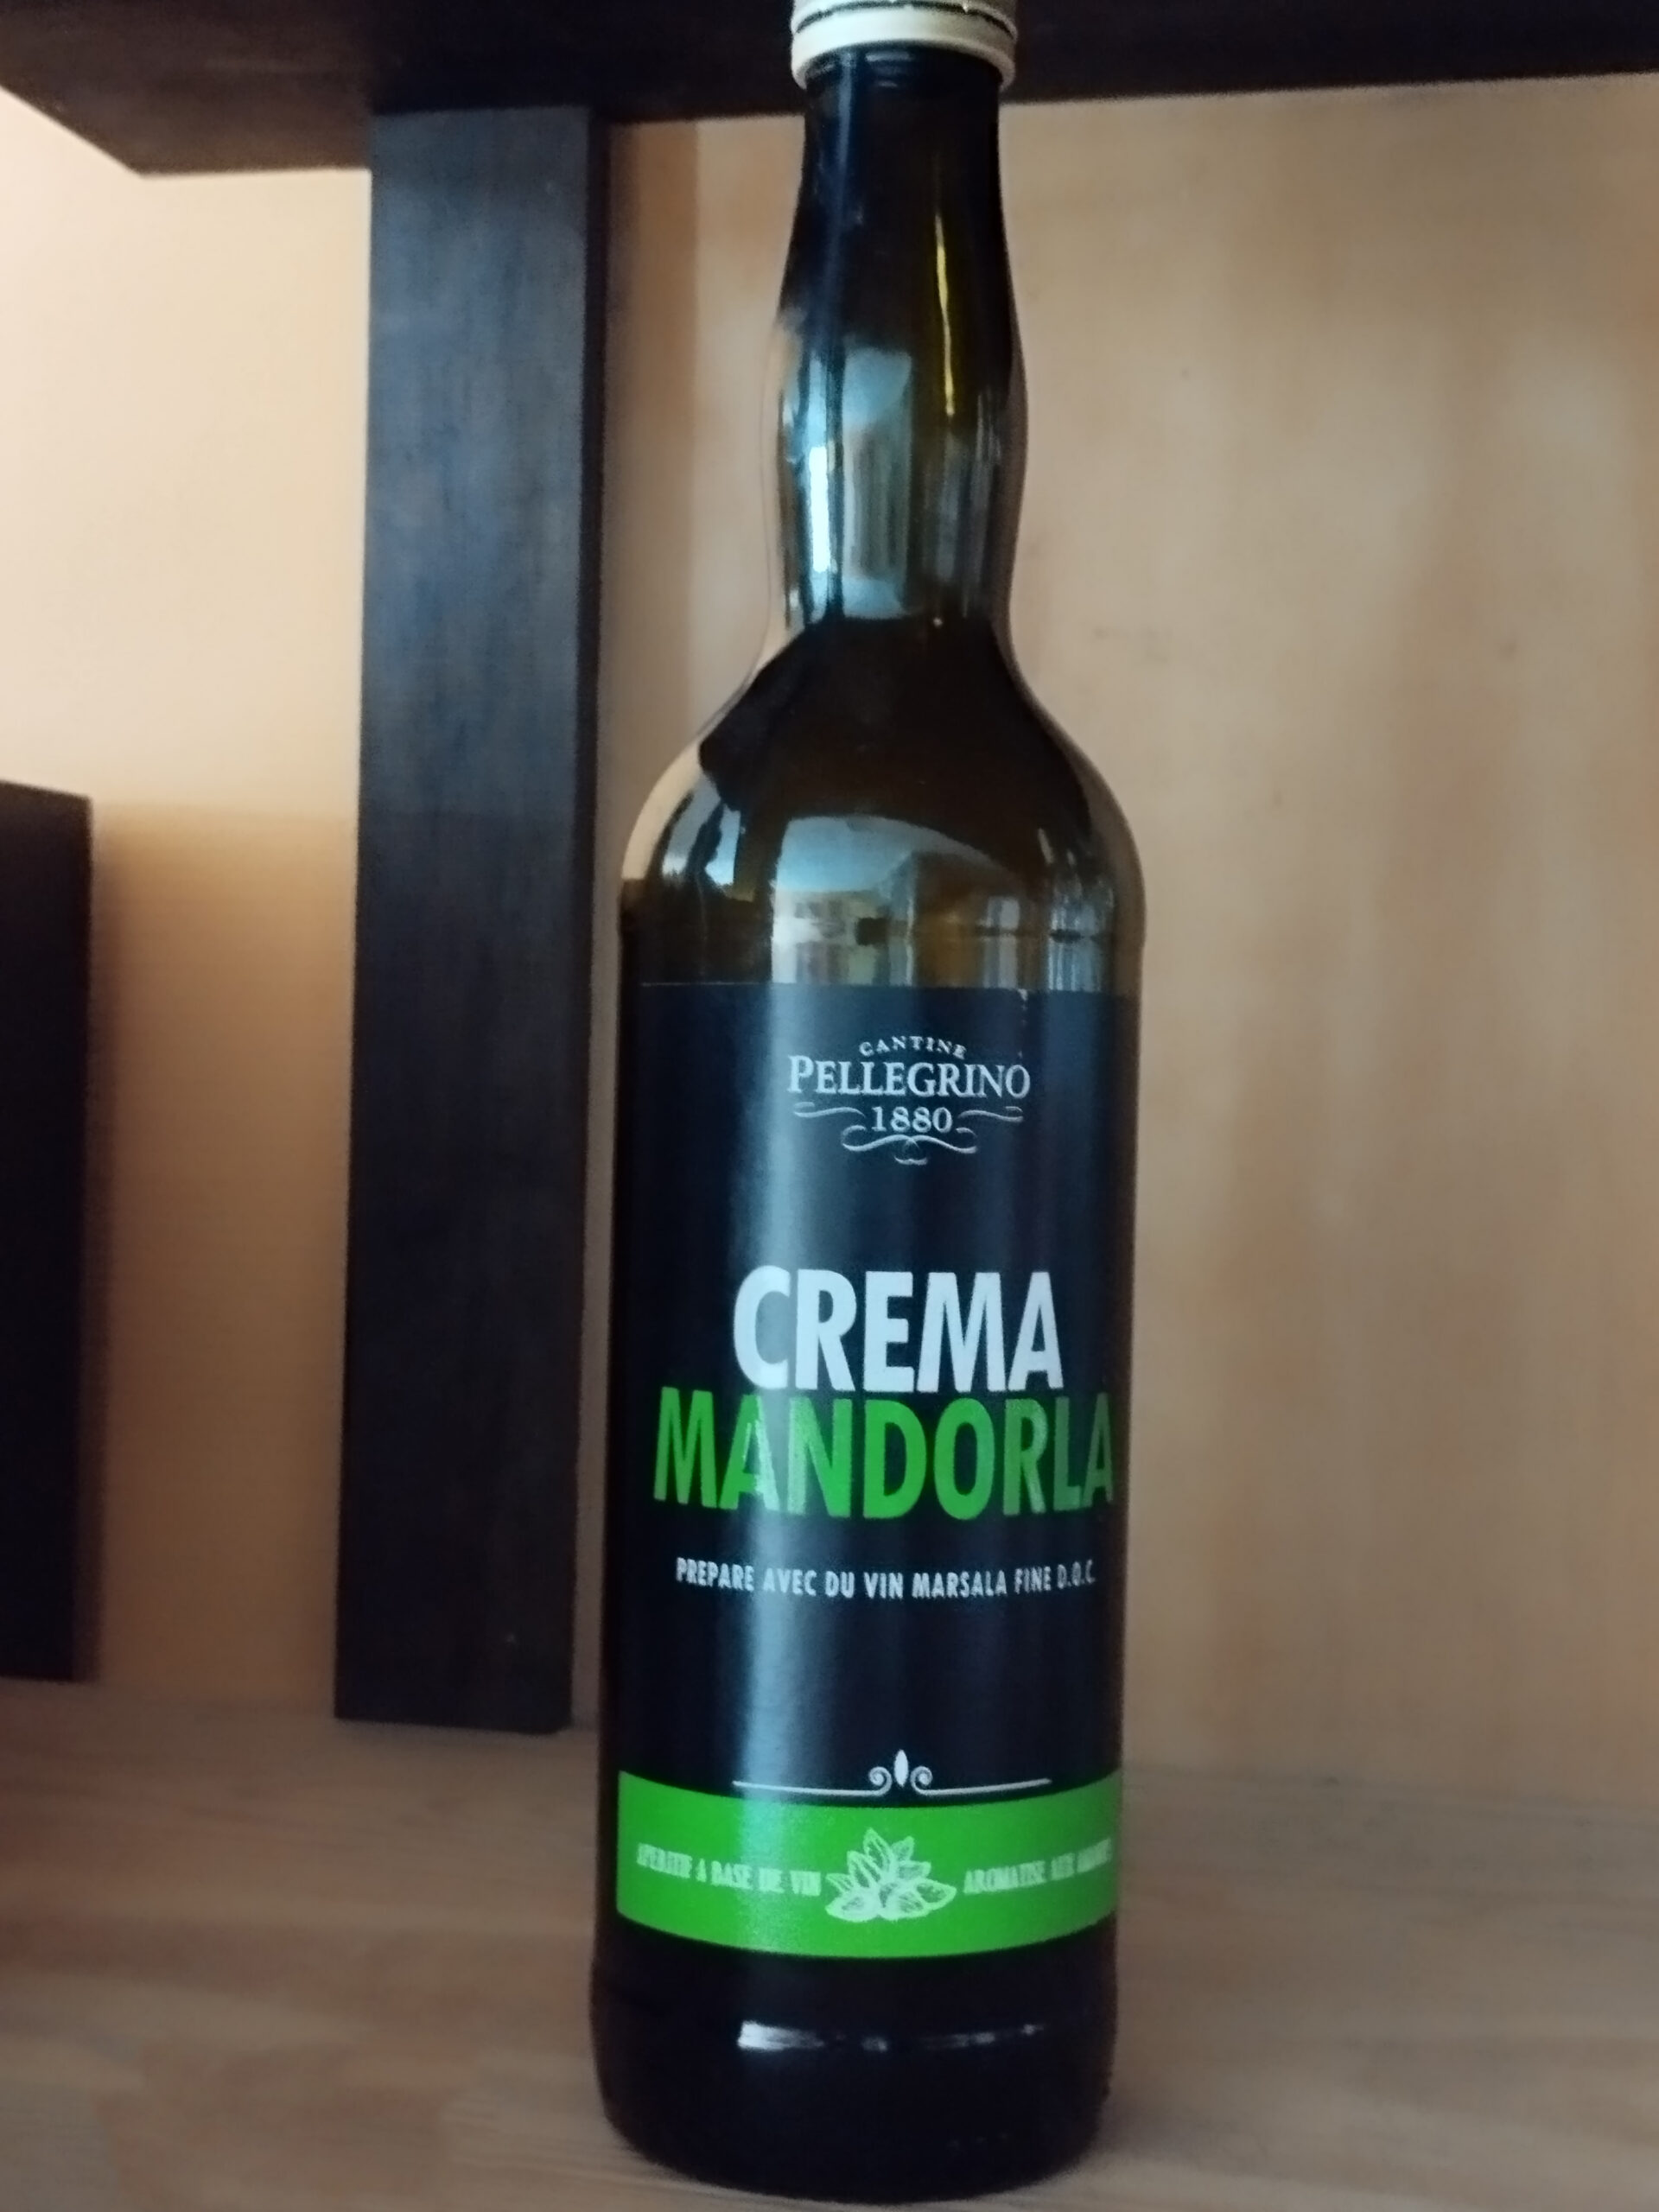 CANTINE
PELLEGRINO
1880
CREMA
MANDORLA
PREPARE AVEC DU VIN MARSALA FINE D.O.C.
APERITIF A BASE DE VIN AROMATISE AUX